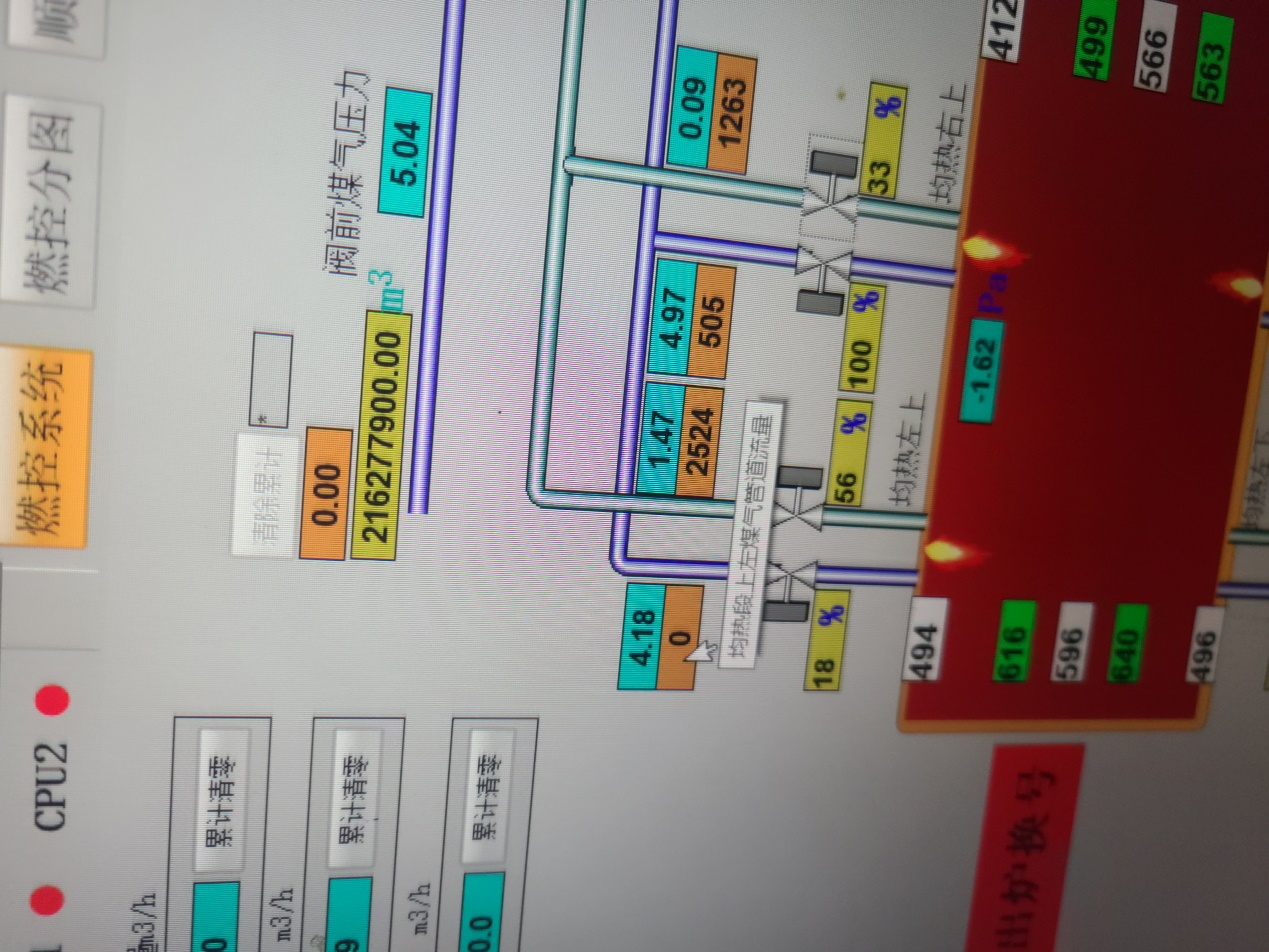 CPU2
燃控系统
燃控分图
顺
m3/h
累计清零
m3/h
累计清零
m3/h
0.0
累计清零
清除累计
*
0.00
216277900.00
m³
阀前煤气压力
5.04
4.18
0
1.47
2524
4.97
505
0.09
1263
均热段上左煤气管道流量
18 %
56 %
100 %
33 %
均热左上
均热右上
494
412
-1.62
Pa
616
499
596
566
640
563
496
出炉换号